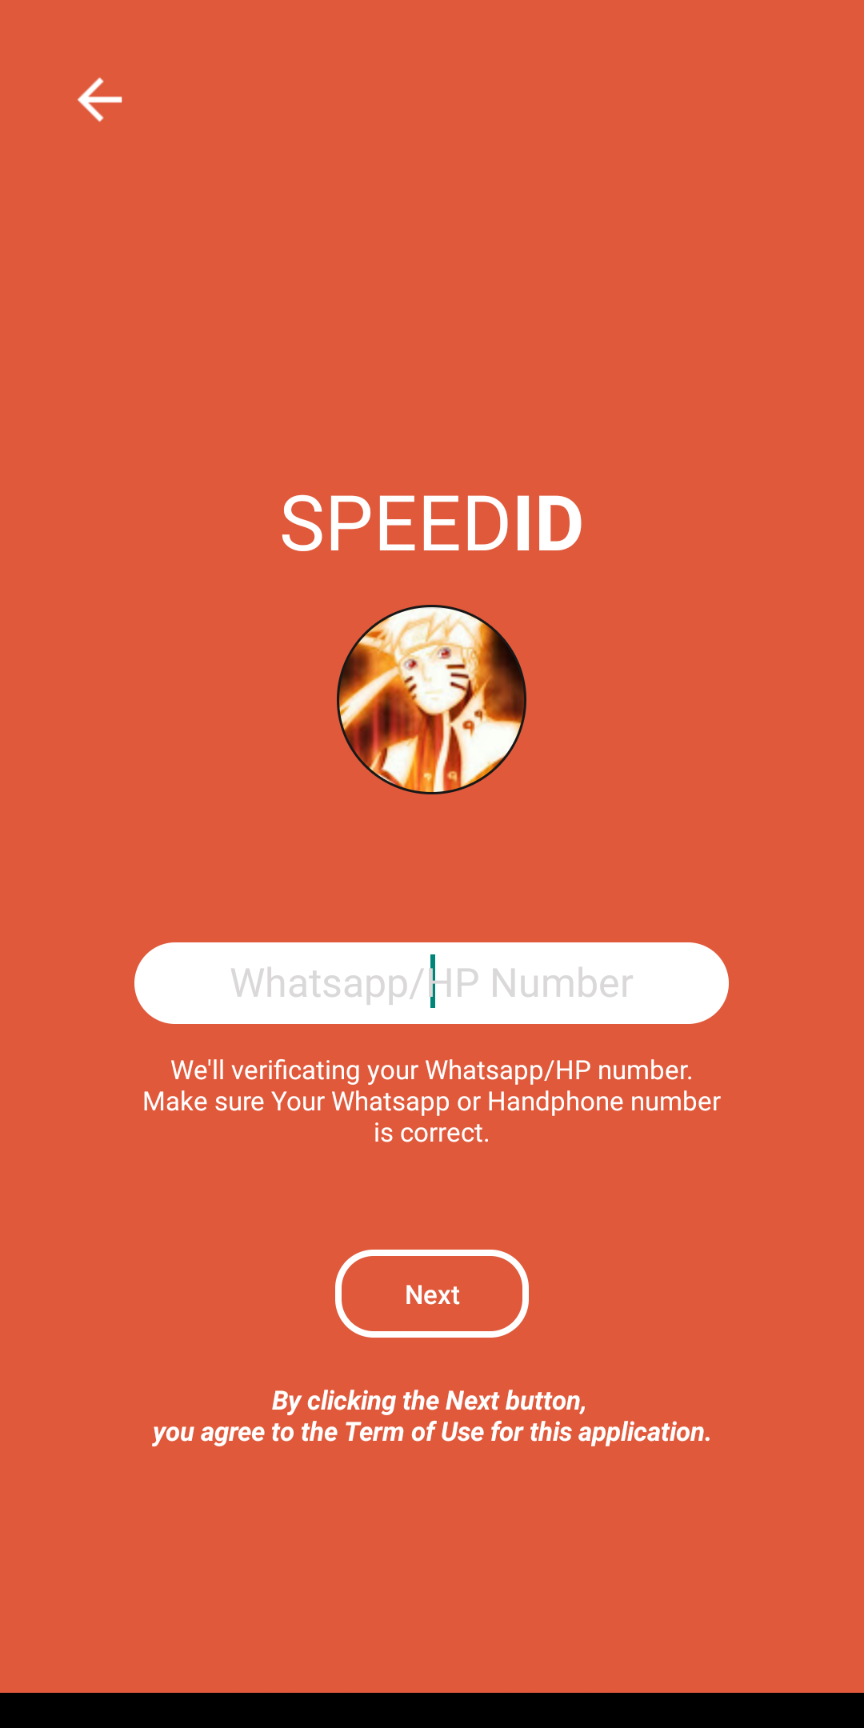 SPEEDID
Whatsapp/HP Number
We'll verificating your Whatsapp/HP number.
Make sure Your Whatsapp or Handphone number
is correct.
Next
By clicking the Next button,
you agree to the Term of Use for this application.